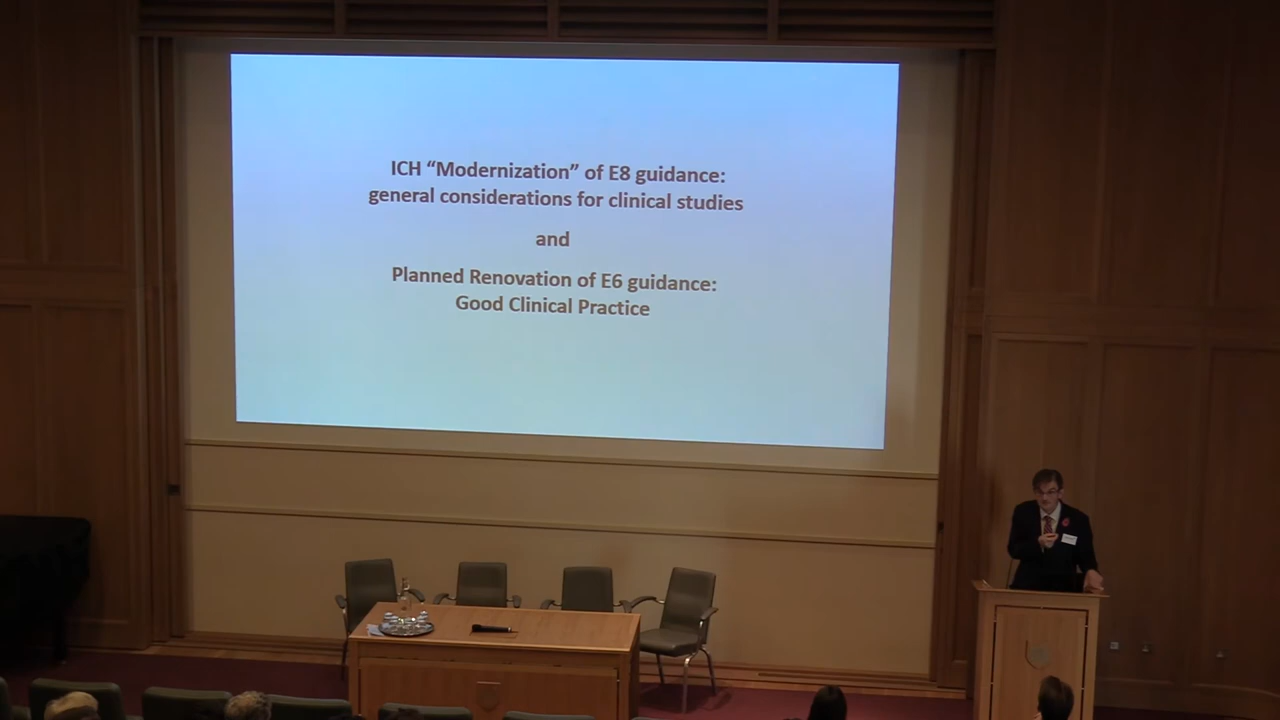 ICH “Modernization” of E8 guidance:
general considerations for clinical studies
and
Planned Renovation of E6 guidance:
Good Clinical Practice